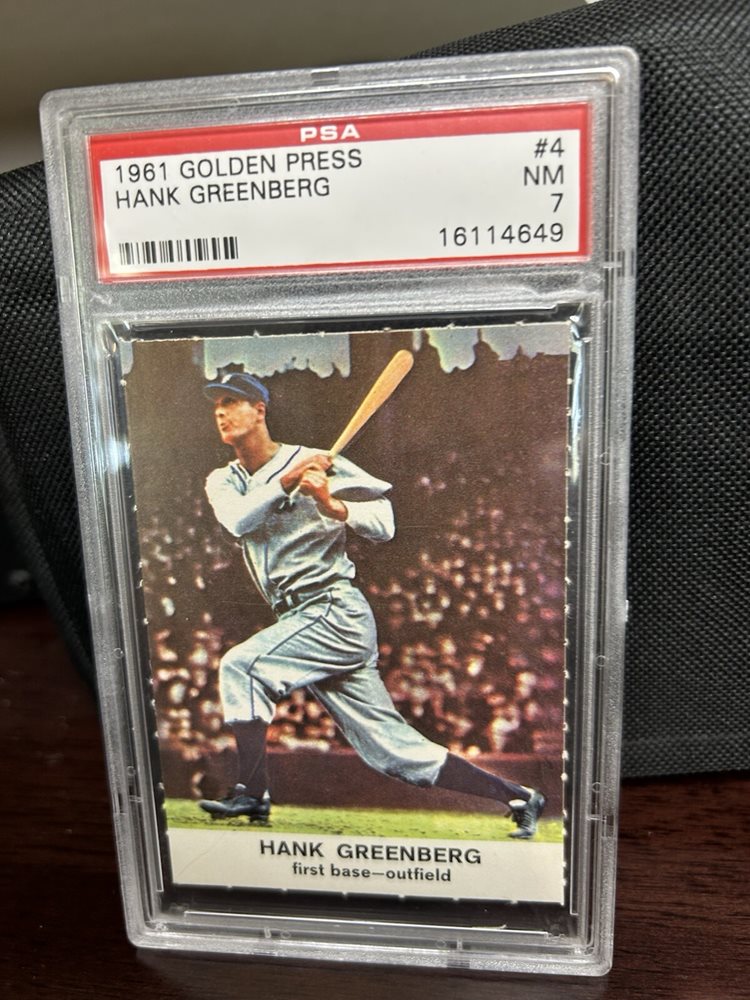 PSA
1961 GOLDEN PRESS #4
HANK GREENBERG NM
7
16114649
HANK GREENBERG
first base—outfield